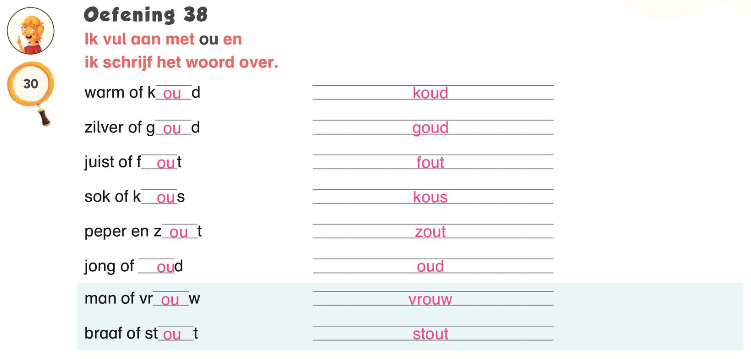 Oefening 38
Ik vul aan met ou en
ik schrijf het woord over.
30
warm of koud koud
zilver of goud goud
juist of fout fout
sok of kous kous
peper en zout zout
jong of oud oud
man of vrouw vrouw
braaf of stout stout